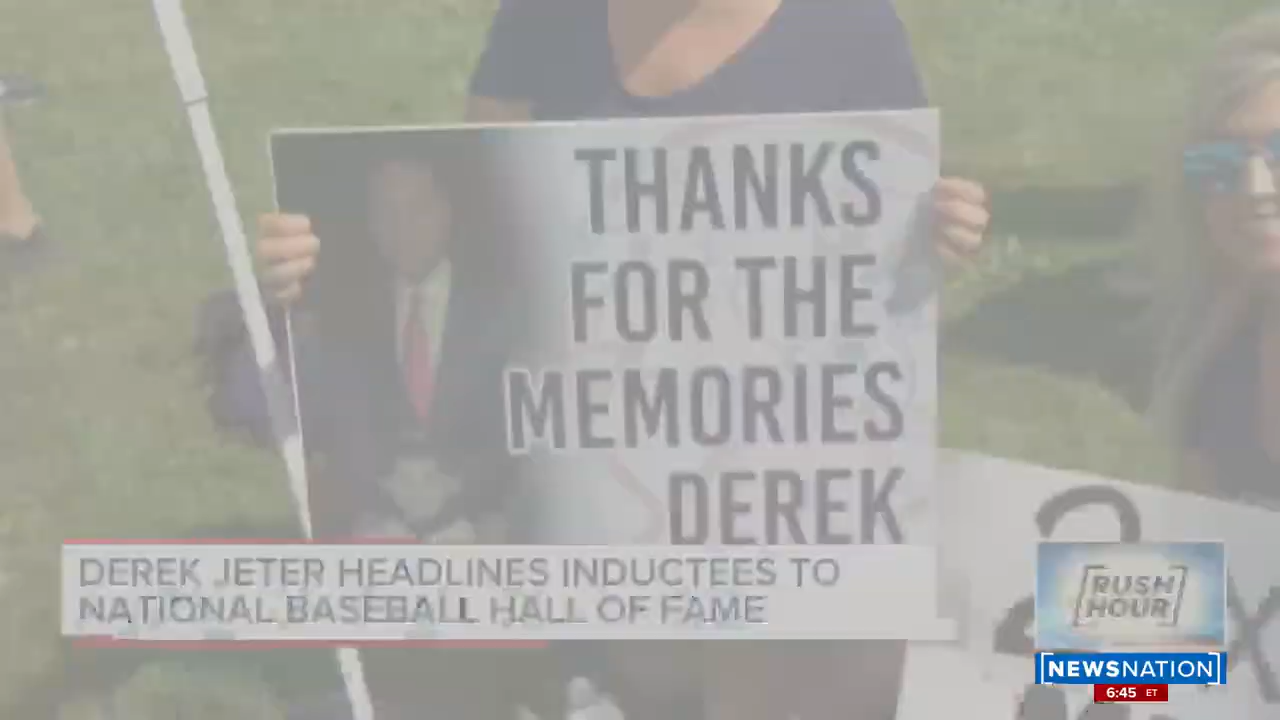 THANKS
FOR THE
MEMORIES
DEREK
DEREK JETER HEADLINES INDUCTEES TO
NATIONAL BASEBALL HALL OF FAME
RUSH
HOUR
NEWSNATION
6:45 ET